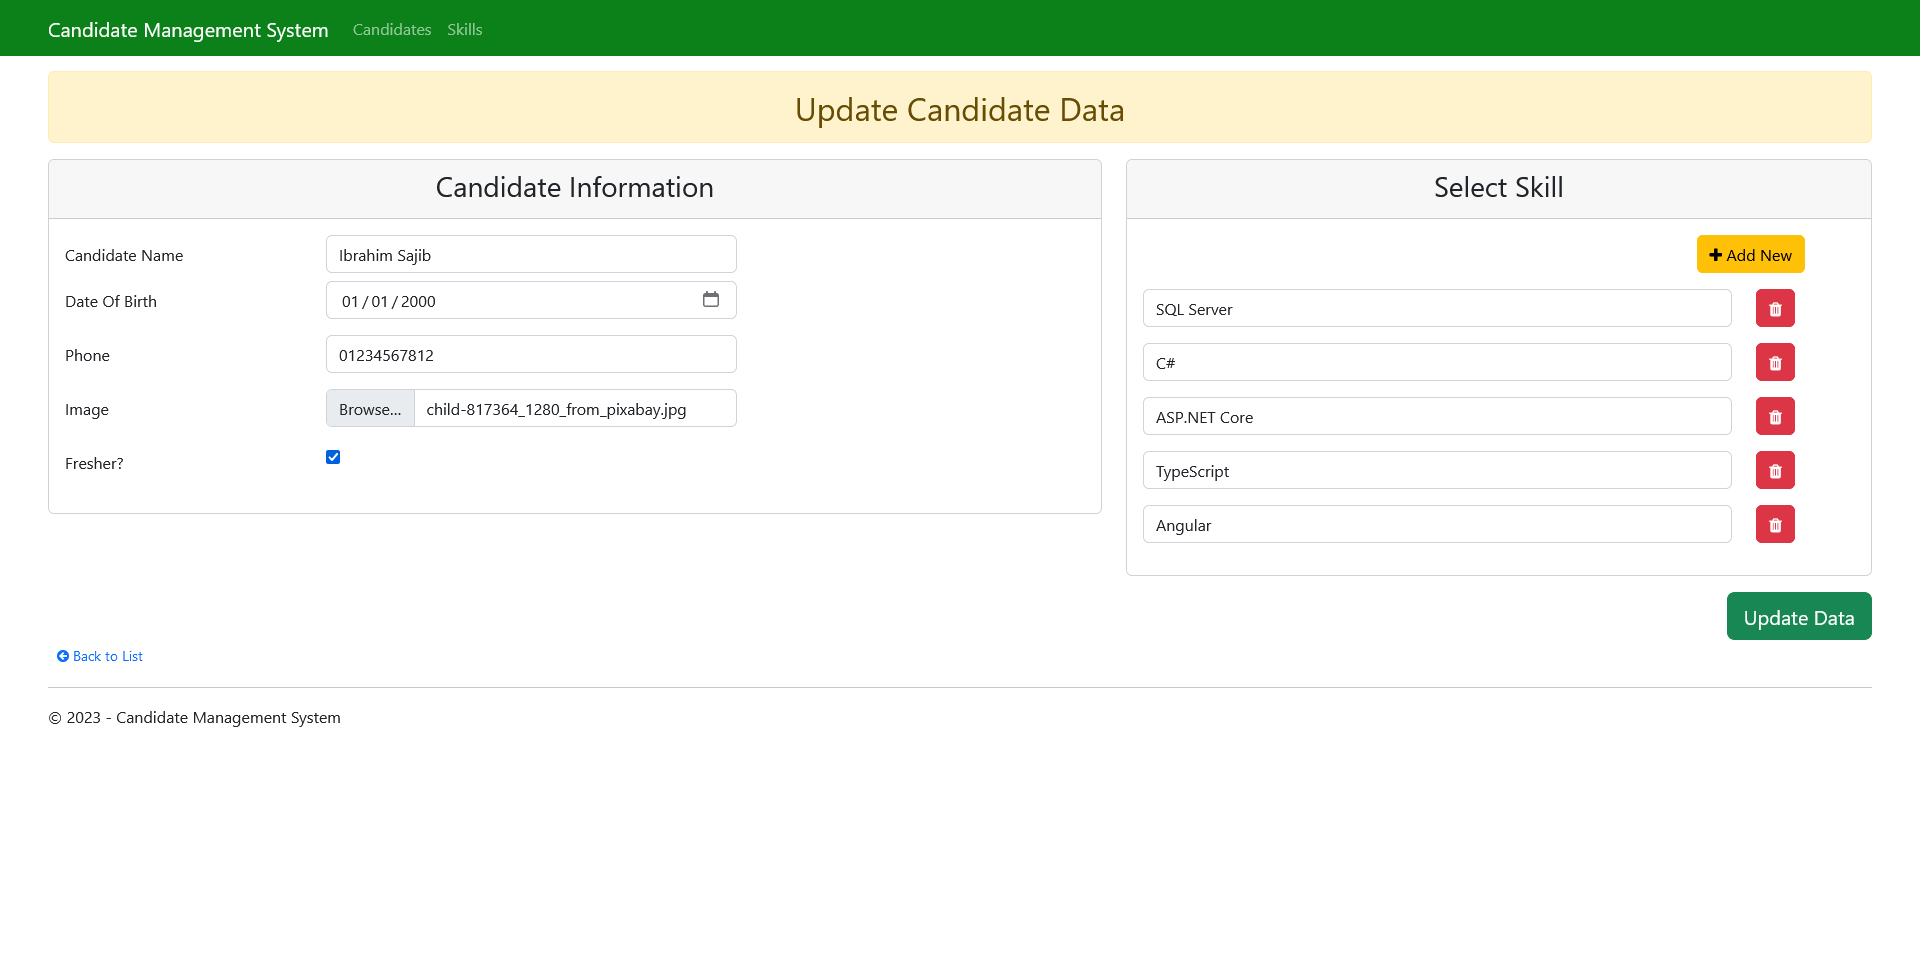 Candidate Management System Candidates Skills
Update Candidate Data
Candidate Information
Candidate Name Ibrahim Sajib
Date Of Birth 01/01/2000
Phone 01234567812
Image Browse... child-817364_1280_from_pixabay.jpg
Fresher?
Select Skill
Add New
SQL Server
C#
ASP.NET Core
TypeScript
Angular
Update Data
Back to List
© 2023 - Candidate Management System